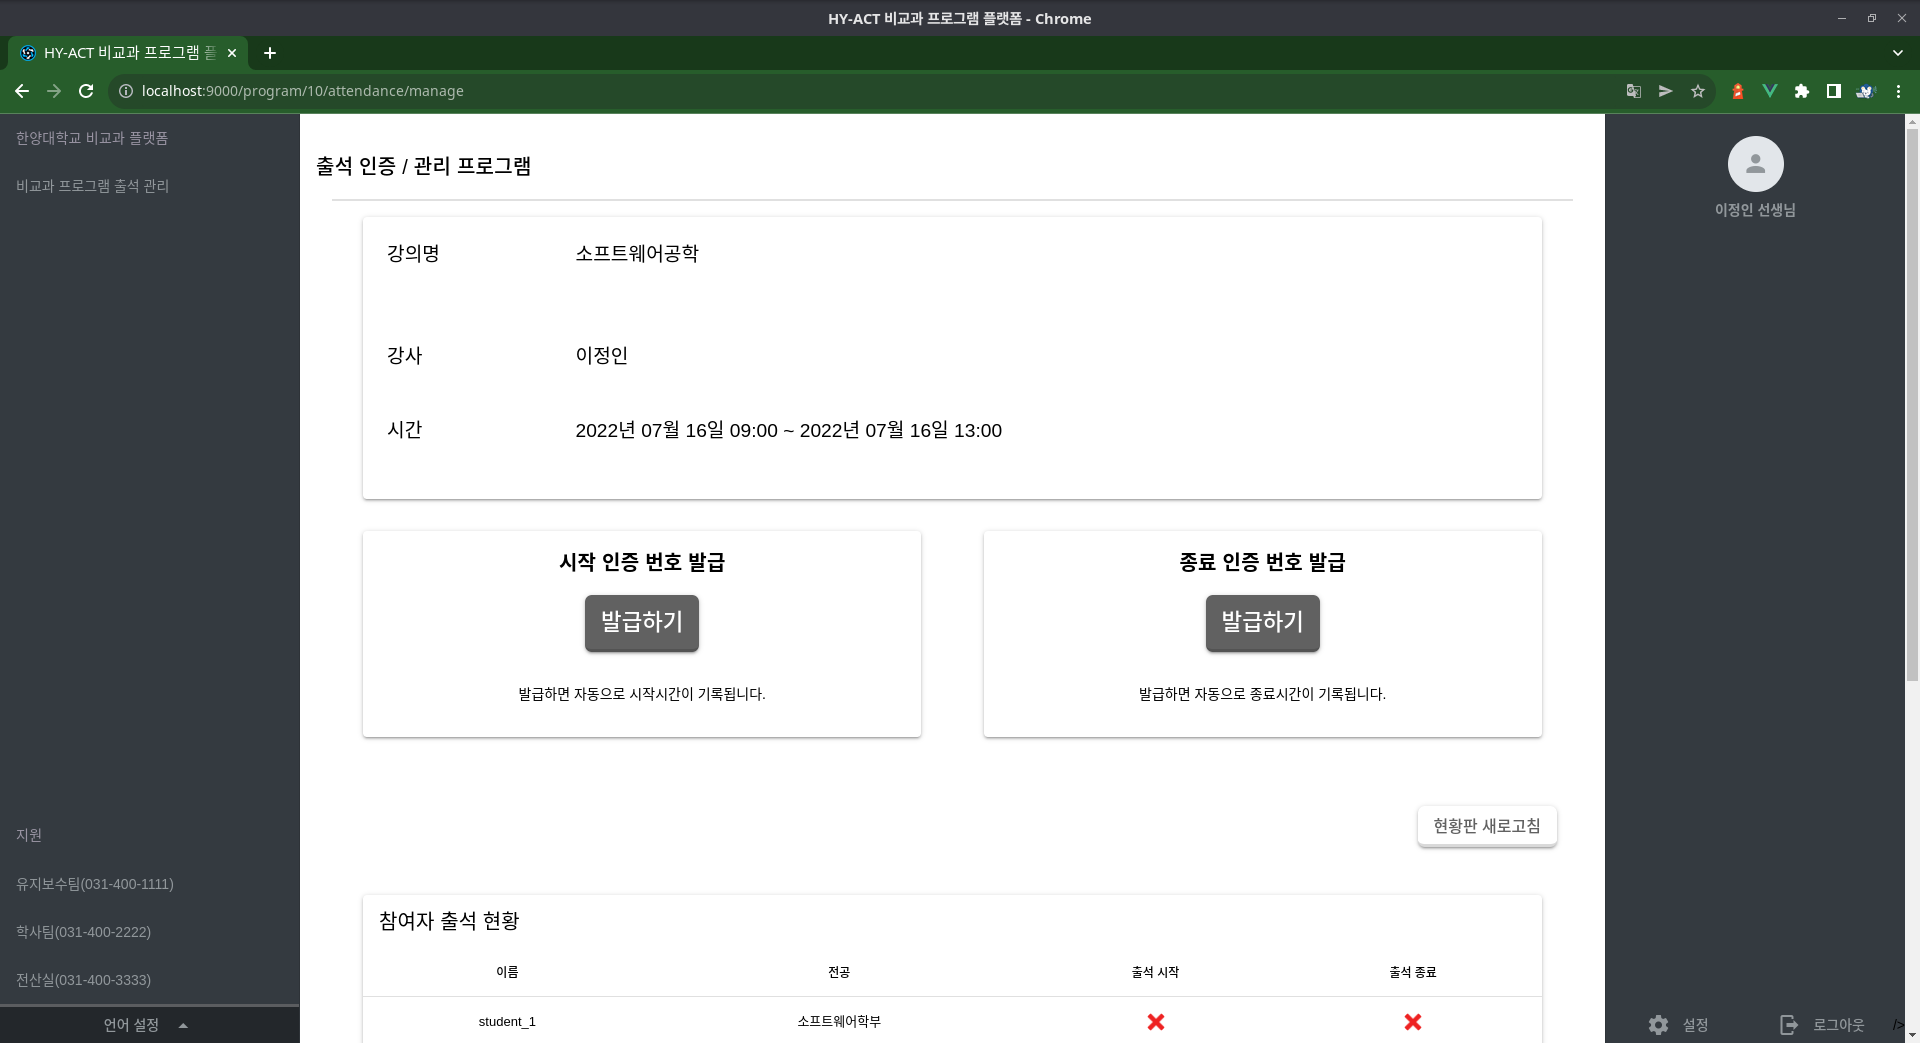 HY-ACT 비교과 프로그램 플랫폼 - Chrome
HY-ACT 비교과 프로그램 플
localhost:9000/program/10/attendance/manage
한양대학교 비교과 플랫폼
비교과 프로그램 출석 관리
출석 인증 / 관리 프로그램
이정인 선생님
강의명 소프트웨어공학
강사 이정인
시간 2022년 07월 16일 09:00 ~ 2022년 07월 16일 13:00
시작 인증 번호 발급
발급하기
발급하면 자동으로 시작시간이 기록됩니다.
종료 인증 번호 발급
발급하기
발급하면 자동으로 종료시간이 기록됩니다.
현황판 새로고침
참여자 출석 현황
이름 전공 출석 시작 출석 종료
student_1 소프트웨어학부
지원
유지보수팀(031-400-1111)
학사팀(031-400-2222)
전산실(031-400-3333)
언어 설정
설정 로그아웃 />